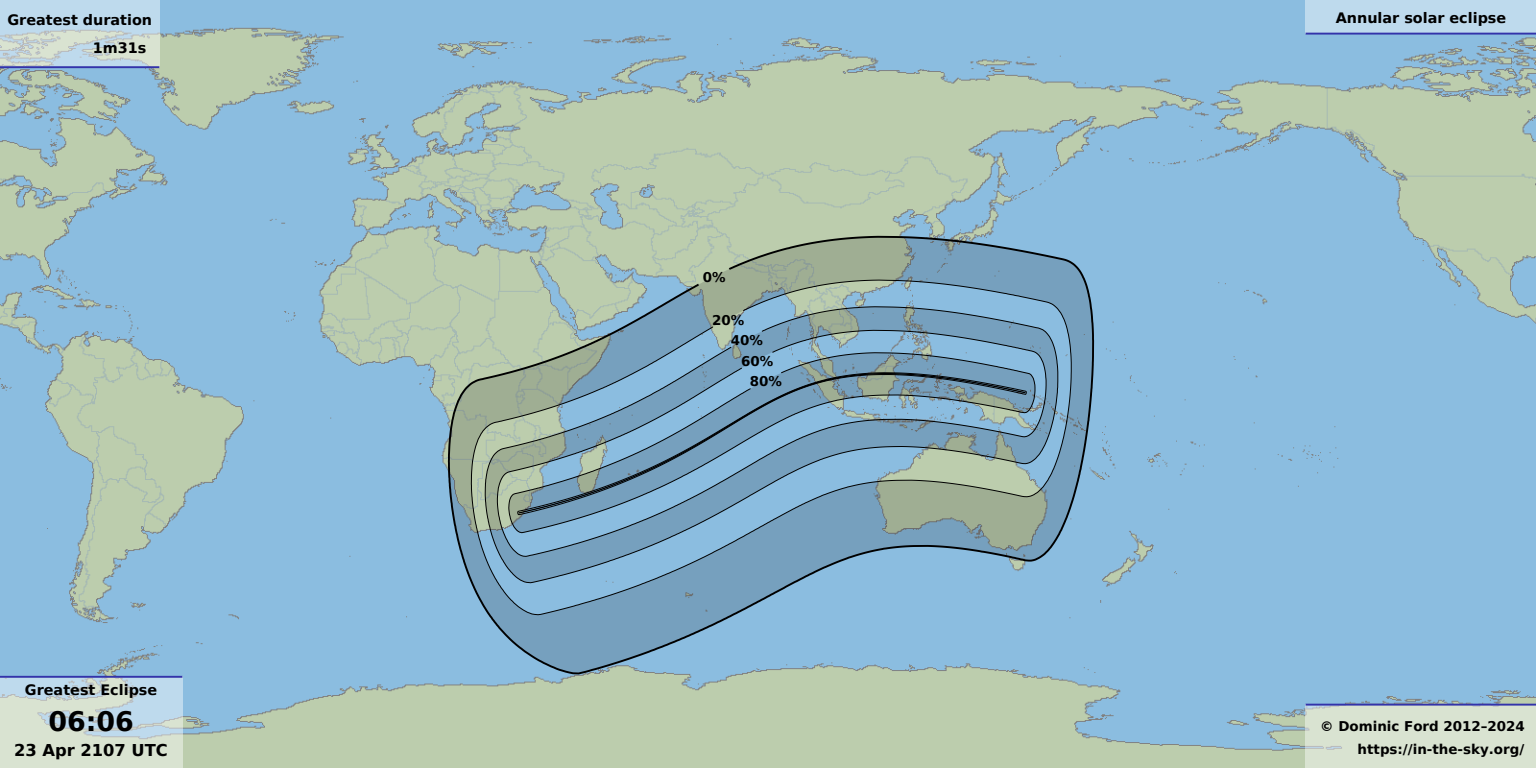 Greatest duration
1m31s
Annular solar eclipse
0%
20%
40%
60%
80%
Greatest Eclipse
06:06
23 Apr 2107 UTC
© Dominic Ford 2012–2024
https://in-the-sky.org/